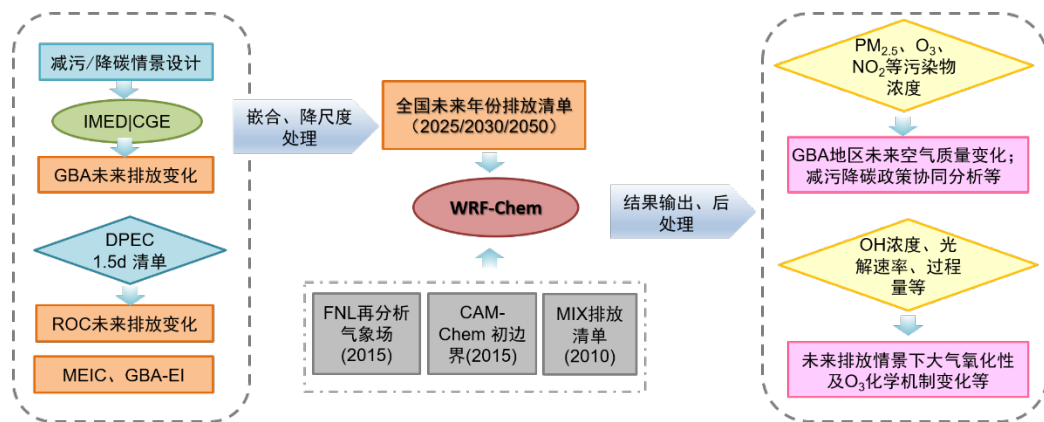 减污/降碳情景设计
IMED|CGE
GBA未来排放变化
DPEC
1.5d 清单
ROC未来排放变化
MEIC、GBA-EI
嵌合、降尺度
处理
全国未来年份排放清单
（2025/2030/2050）
WRF-Chem
FNL再分析
气象场
(2015)
CAM-
Chem 初边
界(2015)
MIX排放
清单
(2010)
结果输出、后
处理
PM2.5、O3、
NO2等污染物
浓度
GBA地区未来空气质量变化；
减污降碳政策协同分析等
OH浓度、光
解速率、过程
量等
未来排放情景下大气氧化性
及O3化学机制变化等